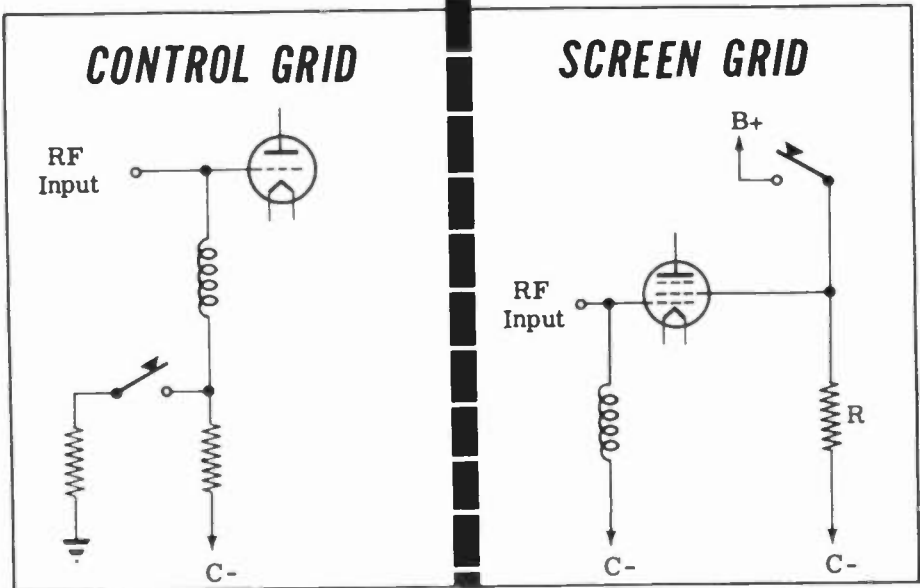 CONTROL GRID
RF
Input
C-
SCREEN GRID
B+
RF
Input
R
C-
C-